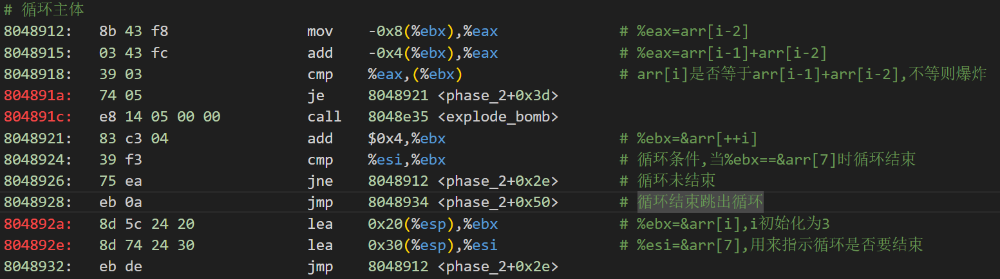 # 循环主体
8048912: 8b 43 f8 mov -0x8(%ebx),%eax # %eax=arr[i-2]
8048915: 03 43 fc add -0x4(%ebx),%eax # %eax=arr[i-1]+arr[i-2]
8048918: 39 03 cmp %eax,(%ebx) # arr[i]是否等于arr[i-1]+arr[i-2],不等则爆炸
804891a: 74 05 je 8048921 <phase_2+0x3d>
804891c: e8 14 05 00 00 call 8048e35 <explode_bomb>
8048921: 83 c3 04 add $0x4,%ebx # %ebx=&arr[++i]
8048924: 39 f3 cmp %esi,%ebx # 循环条件,当%ebx==&arr[7]时循环结束
8048926: 75 ea jne 8048912 <phase_2+0x2e> # 循环未结束
8048928: eb 0a jmp 8048934 <phase_2+0x50> # 循环结束跳出循环
804892a: 8d 5c 24 20 lea 0x20(%esp),%ebx # %ebx=&arr[i],i初始化为3
804892e: 8d 74 24 30 lea 0x30(%esp),%esi # %esi=&arr[7],用来指示循环是否要结束
8048932: eb de jmp 8048912 <phase_2+0x2e>